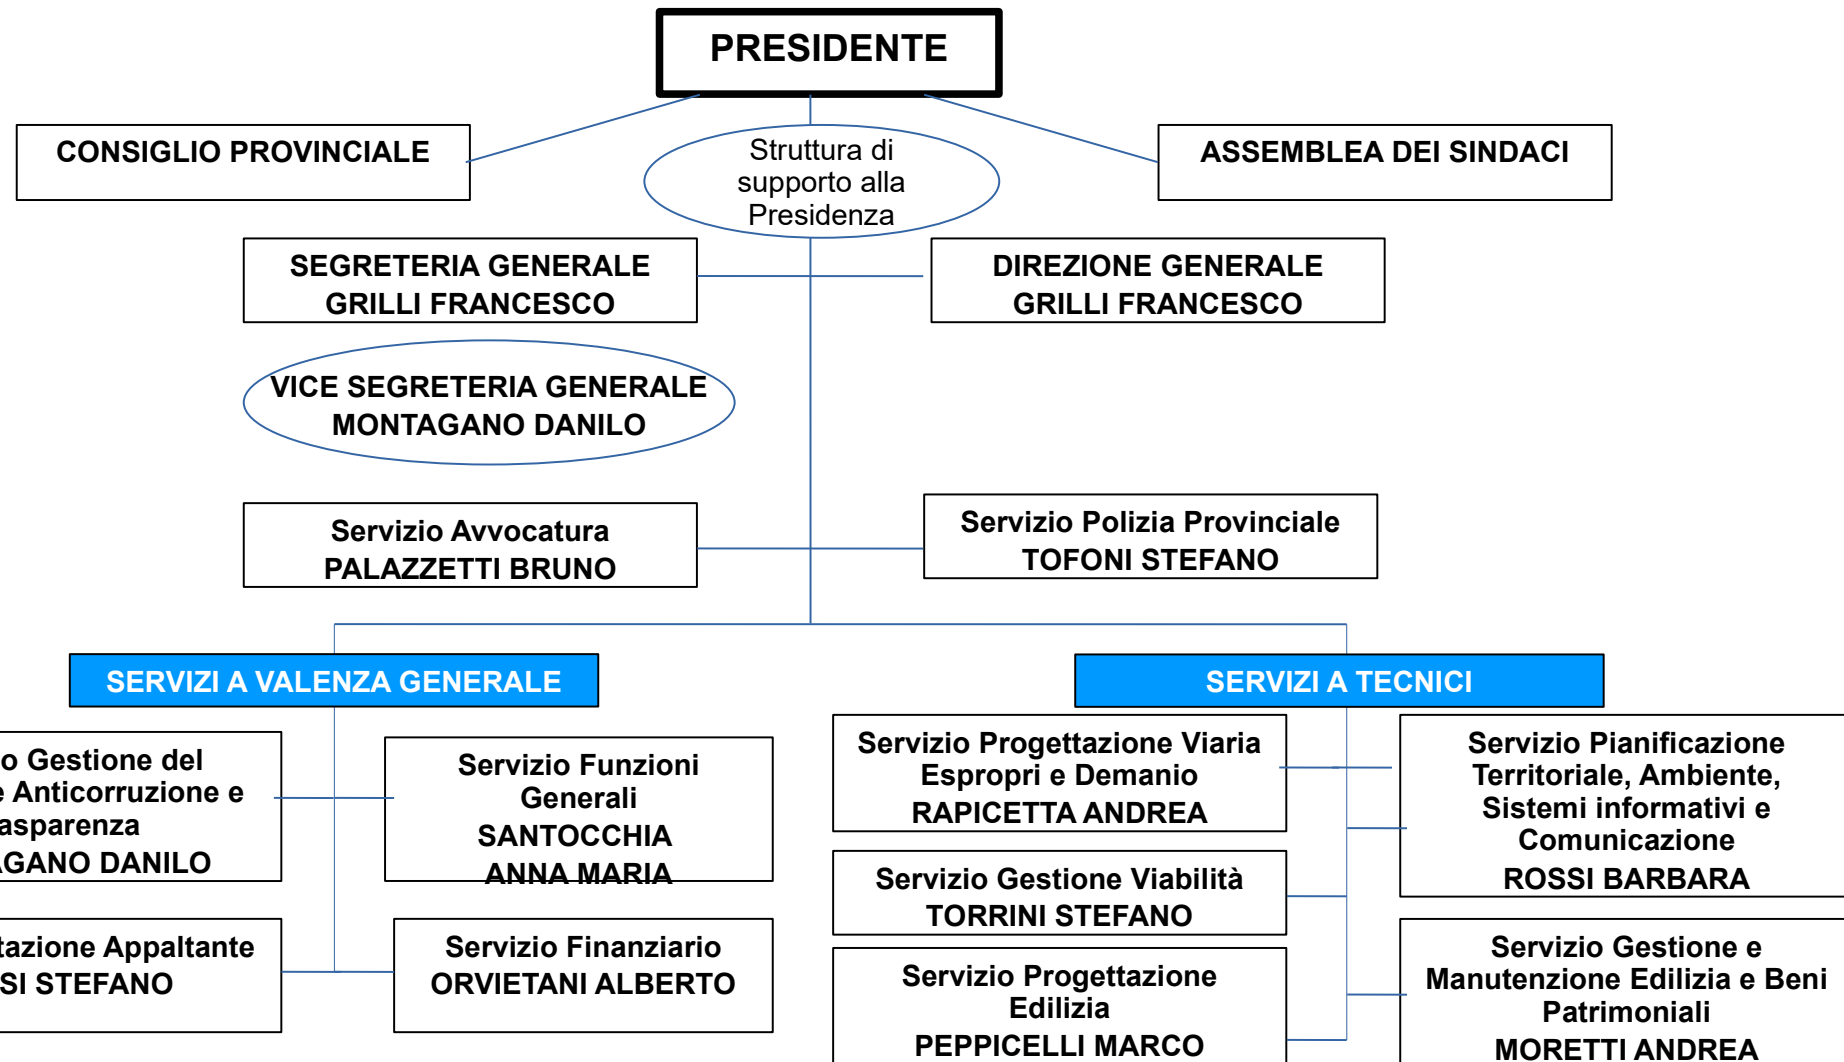 PRESIDENTE
CONSIGLIO PROVINCIALE
Struttura di
supporto alla
Presidenza
ASSEMBLEA DEI SINDACI
SEGRETERIA GENERALE
GRILLI FRANCESCO
DIREZIONE GENERALE
GRILLI FRANCESCO
VICE SEGRETERIA GENERALE
MONTAGANO DANILO
Servizio Avvocatura
PALAZZETTI BRUNO
Servizio Polizia Provinciale
TOFONI STEFANO
SERVIZI A VALENZA GENERALE
SERVIZI A TECNICI
Gestione del
Anticorruzione e
DANILO
Servizio Funzioni
Generali
SANTOCCHIA
ANNA MARIA
Appaltante
STEFANO
Servizio Finanziario
ORVIETANI ALBERTO
Servizio Progettazione Viaria
Espropri e Demanio
RAPICETTA ANDREA
Servizio Pianificazione
Territoriale, Ambiente,
Sistemi informativi e
Comunicazione
ROSSI BARBARA
Servizio Gestione Viabilità
TORRINI STEFANO
Servizio Progettazione
Edilizia
PEPPICELLI MARCO
Servizio Gestione e
Manutenzione Edilizia e Beni
Patrimoniali
MORETTI ANDREA